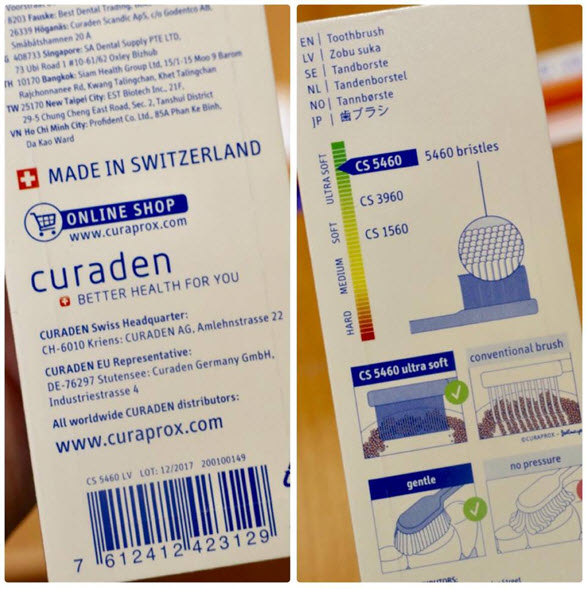 8203 Fauske: Best Dental Trading,
26339 Höganäs: Curaden Scandic ApS, c/o Godentco AB,
Småbåtshamnen 20 A
408733 Singapore: SA Dental Supply PTE LTD,
73 Ubi Road 1 #10-61/62 Oxley Bizhub
TH 10170 Bangkok: Siam Health Group Ltd, 15/1-15 Moo 9 Barom
Rajchonnanee Rd, Kwang Talingchan, Khet Talingchan
TW 25170 New Taipei City: EST Biotech Inc., 21F,
29-5 Chung Cheng East Road, Sec. 2, Tanshui District
VN Ho Chi Minh City: Profident Co. Ltd., 85A Phan Ke Binh,
Da Kao Ward
MADE IN SWITZERLAND
ONLINE SHOP
www.curaprox.com
curaden
BETTER HEALTH FOR YOU
CURADEN Swiss Headquarter:
CH-6010 Kriens: CURADEN AG, Amlehnstrasse 22
CURADEN EU Representative:
DE-76297 Stutensee: Curaden Germany GmbH,
Industriestrasse 4
All worldwide CURADEN distributors:
www.curaprox.com
CS 5460 LV LOT: 12/2017 200100149
7 612412 423129
EN | Toothbrush
LV | Zobu suka
SE | Tandborste
NL | Tandenborstel
NO | Tannbørste
JP | 歯ブラシ
ULTRA SOFT
SOFT
MEDIUM
HARD
CS 5460 5460 bristles
CS 3960
CS 1560
CS 5460 ultra soft
conventional brush
©CURAPROX
gentle
no pressure